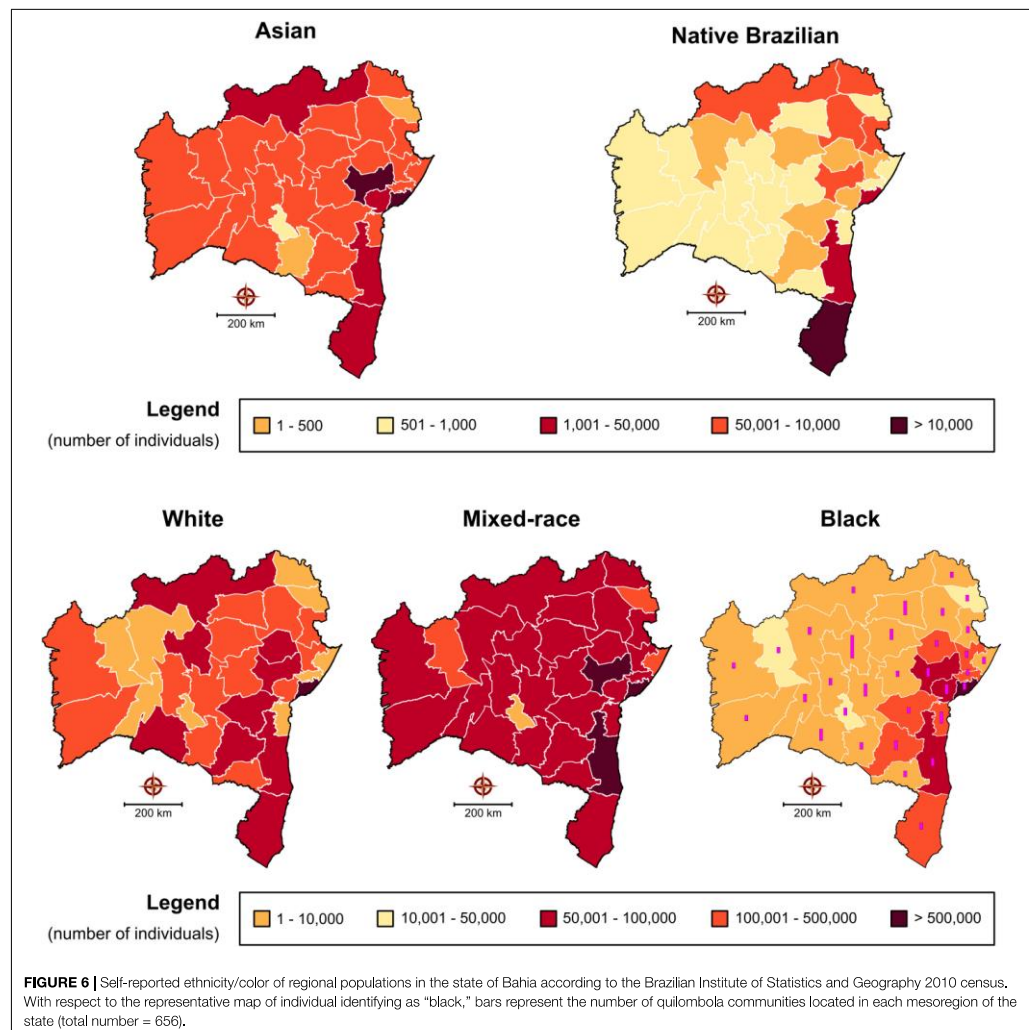 Asian
Native Brazilian
200 km
200 km
Legend
(number of individuals)
1 - 500
501 - 1,000
1,001 - 50,000
50,001 - 10,000
> 10,000
White
Mixed-race
Black
200 km
200 km
200 km
Legend
(number of individuals)
1 - 10,000
10,001 - 50,000
50,001 - 100,000
100,001 - 500,000
> 500,000
FIGURE 6 | Self-reported ethnicity/color of regional populations in the state of Bahia according to the Brazilian Institute of Statistics and Geography 2010 census.
With respect to the representative map of individual identifying as “black,” bars represent the number of quilombola communities located in each mesoregion of the
state (total number = 656).